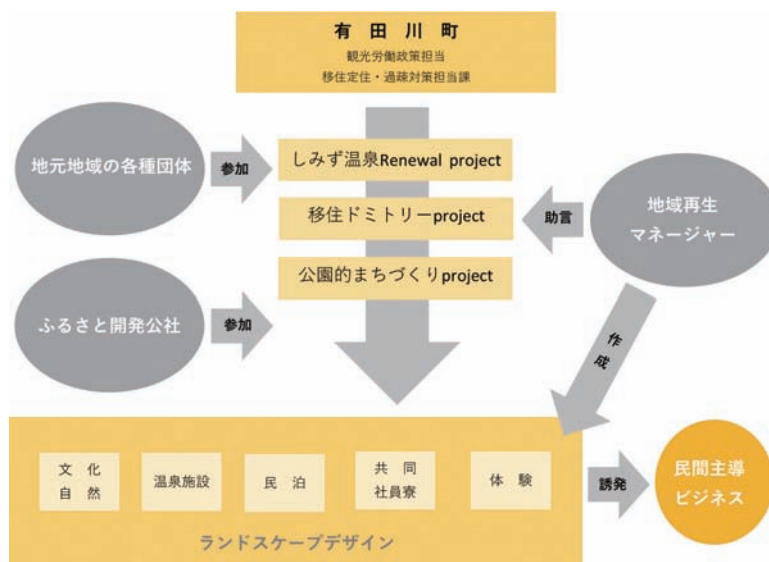 有田川町
観光労働政策担当
移住定住・過疎対策担当課
地元地域の各種団体
参加
しみず温泉Renewal project
移住ドミトリーproject
助言
地域再生
マネージャー
公園的まちづくりproject
ふるさと開発公社
参加
作成
文化
自然
温泉施設
民泊
共同
社員寮
体験
誘発
民間主導
ビジネス
ランドスケープデザイン